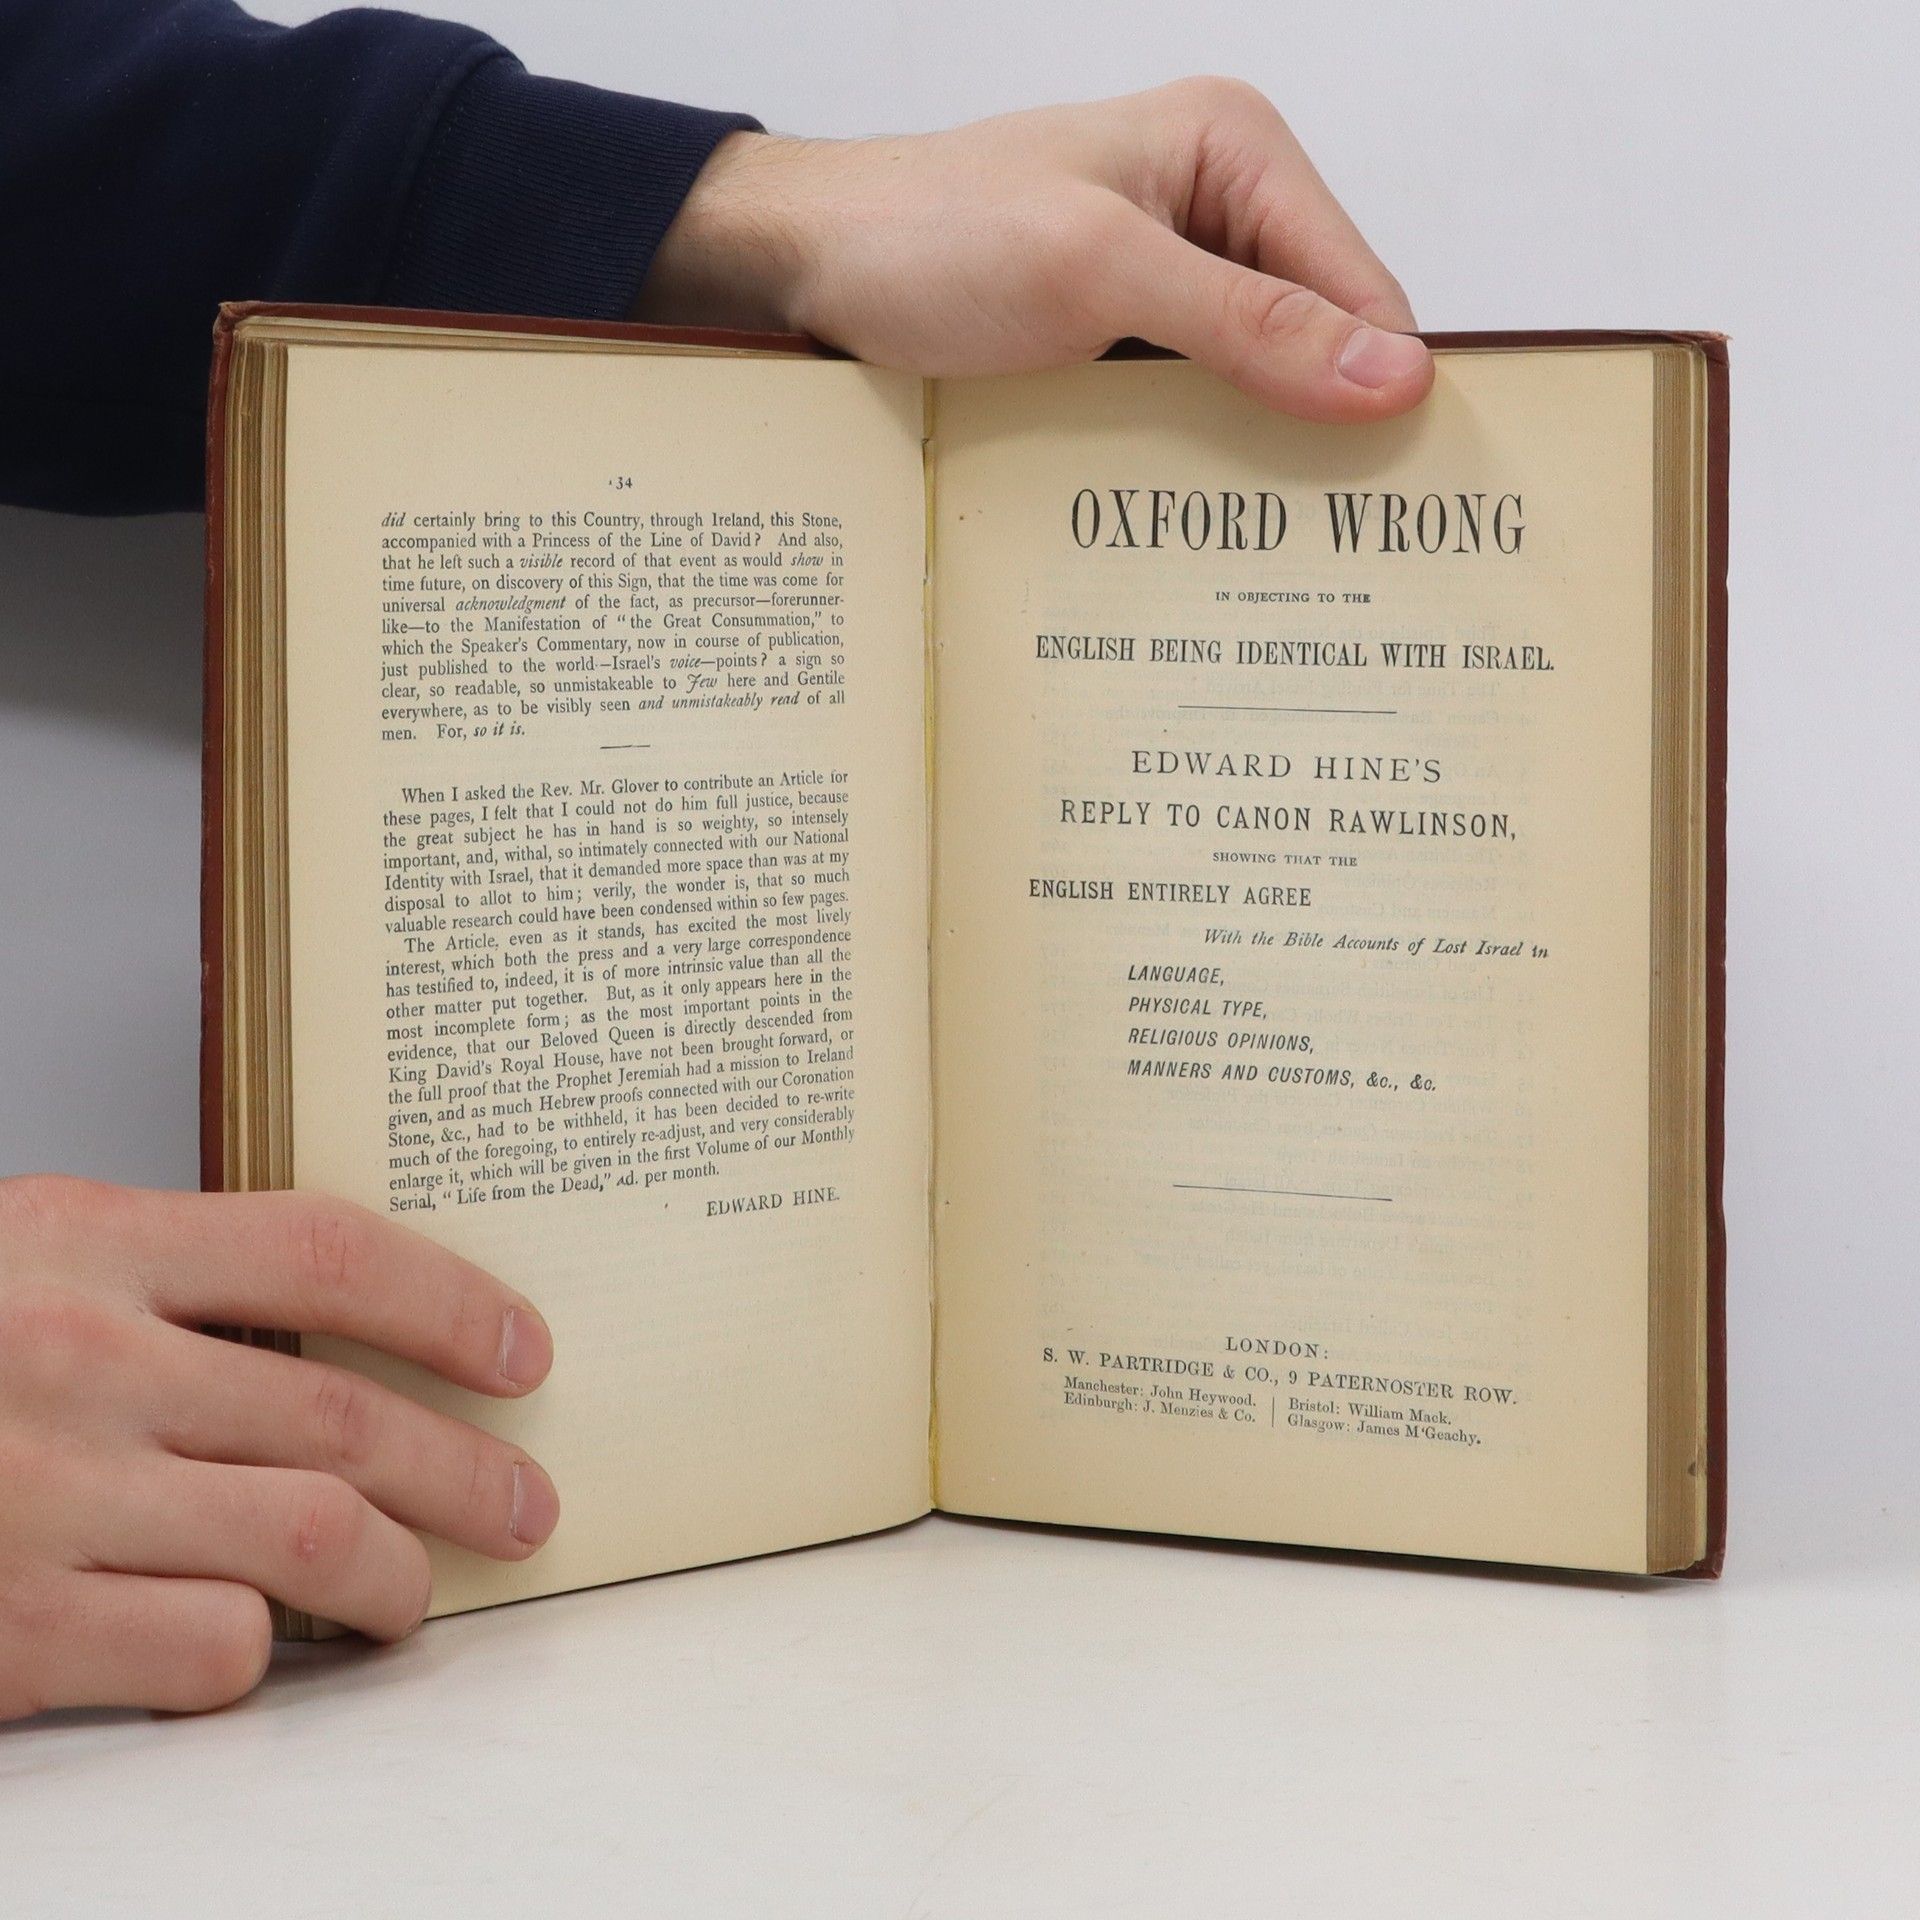 34
did certainly bring to this Country, through Ireland, this Stone,
accompanied with a Princess of the Line of David? And also,
that he left such a visible record of that event as would show in
time future, on discovery of this Sign, that the time was come for
universal acknowledgment of the fact, as precursor—forerunner-
like—to the Manifestation of "the Great Consummation," to
which the Speaker's Commentary, now in course of publication,
just published to the world—Israel's voice—points? a sign so
clear, so readable, so unmistakeable to Jew here and Gentile
everywhere, as to be visibly seen and unmistakeably read of all
men. For, so it is.
When I asked the Rev. Mr. Glover to contribute an Article for
these pages, I felt that I could not do him full justice, because
the great subject he has in hand is so weighty, so intensely
important, and, withal, so intimately connected with our National
Identity with Israel, that it demanded more space than was at my
disposal to allot to him; verily, the wonder is, that so much
valuable research could have been condensed within so few pages.
The Article, even as it stands, has excited the most lively
interest, which both the press and a very large correspondence
has testified to, indeed, it is of more intrinsic value than all the
other matter put together. But, as it only appears here in the
most incomplete form; as the most important points in the
evidence, that our Beloved Queen is directly descended from
King David's Royal House, have not been brought forward, or
the full proof that the Prophet Jeremiah had a mission to Ireland
given, and as much Hebrew proofs connected with our Coronation
Stone, &c., had to be withheld, it has been decided to re-write
much of the foregoing, to entirely re-adjust, and very considerably
enlarge it, which will be given in the first Volume of our Monthly
Serial, "Life from the Dead," per month.
EDWARD HINE.
OXFORD WRONG
IN OBJECTING TO THE
ENGLISH BEING IDENTICAL WITH ISRAEL.
EDWARD HINE'S
REPLY TO CANON RAWLINSON,
SHOWING THAT THE
ENGLISH ENTIRELY AGREE
With the Bible Accounts of Lost Israel in
LANGUAGE,
PHYSICAL TYPE,
RELIGIOUS OPINIONS,
MANNERS AND CUSTOMS, &c., &c.
LONDON:
S. W. PARTRIDGE & CO., 9 PATERNOSTER ROW.
Manchester: John Heywood. | Bristol: William Mack.
Edinburgh: J. Menzies & Co. | Glasgow: James M'Geachy.